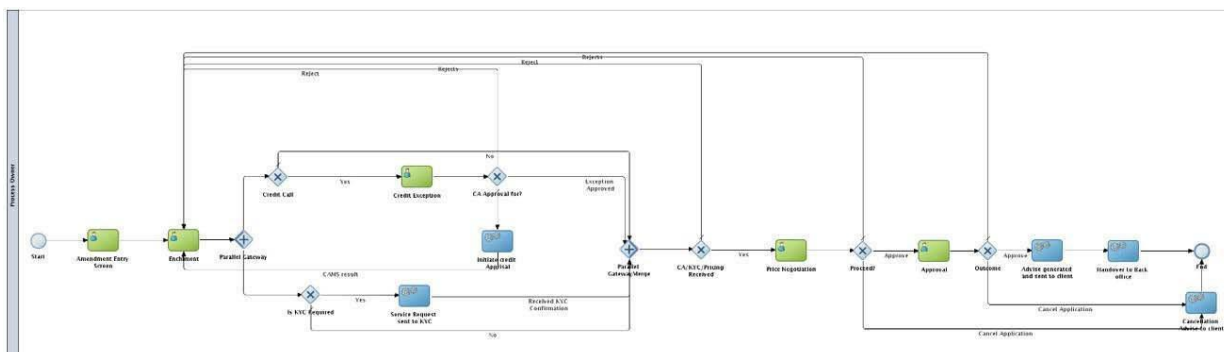 Process Owner
Rejects
Reject
Reject
Rejects
No
Credit Call
Yes
Credit Exception
CA Approval for?
Exception
Approved
Start
Amendment Entry
Screen
Enrichment
Parallel Gateway
Initiate credit
Approval
CAMS result
Parallel
Gateway Merge
CA/KYC/Pricing
Received
Yes
Price Negotiation
Proceed?
Approve
Approval
Outcome
Approve
Advise generated
and sent to client
Handover to Back
office
End
Is KYC Required
Yes
Service Request
sent to KYC
Received KYC
Confirmation
No
Cancel Application
Cancel Application
Cancellation
Advise to client